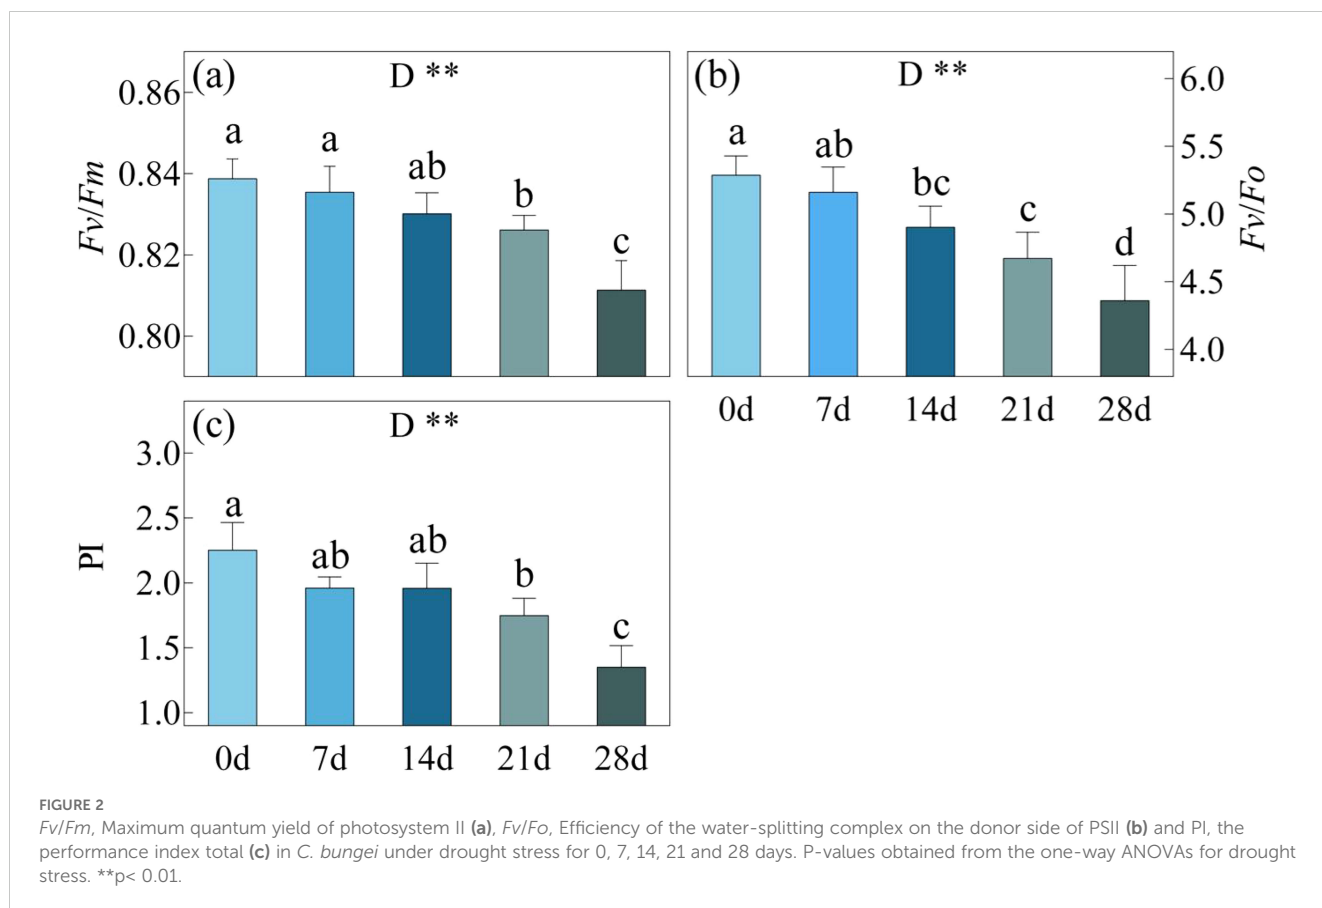 (a) D **
0.86
0.84
0.82
0.80
Fv/Fm
a a ab b c
(b) D **
6.0
5.5
5.0
4.5
4.0
Fv/Fo
a ab bc c d
0d 7d 14d 21d 28d
(c) D **
3.0
2.5
2.0
1.5
1.0
PI
a ab ab b c
0d 7d 14d 21d 28d
FIGURE 2
Fv/Fm, Maximum quantum yield of photosystem II (a), Fv/Fo, Efficiency of the water-splitting complex on the donor side of PSII (b) and PI, the
performance index total (c) in C. bungei under drought stress for 0, 7, 14, 21 and 28 days. P-values obtained from the one-way ANOVAs for drought
stress. **p< 0.01.